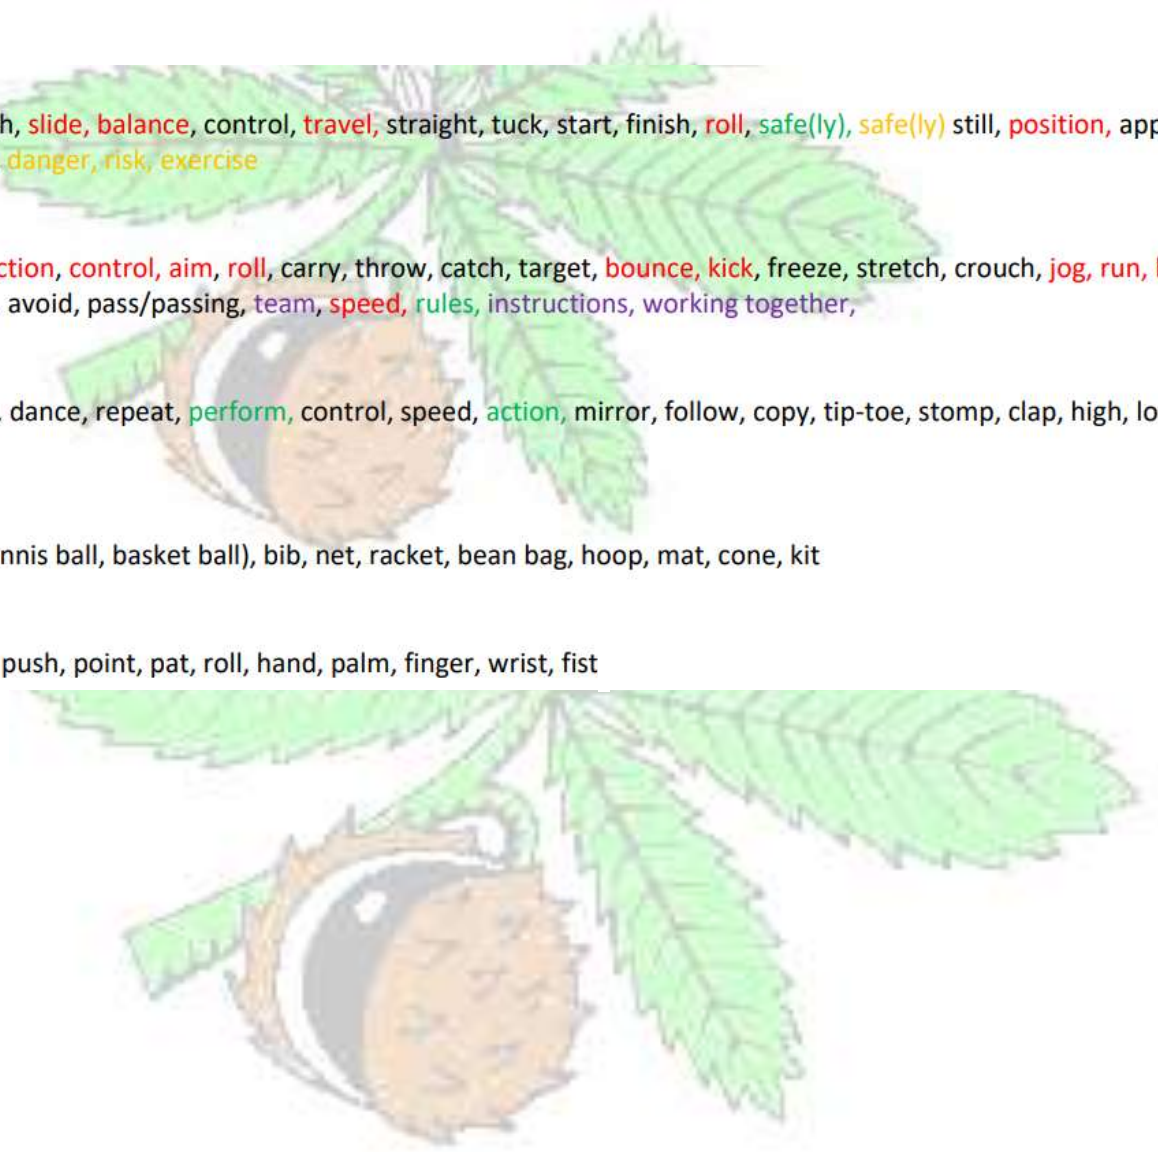 h, slide, balance, control, travel, straight, tuck, start, finish, roll, safe(ly), safe(ly) still, position, app
danger, risk, exercise
ction, control, aim, roll, carry, throw, catch, target, bounce, kick, freeze, stretch, crouch, jog, run,
avoid, pass/passing, team, speed, rules, instructions, working together,
, dance, repeat, perform, control, speed, action, mirror, follow, copy, tip-toe, stomp, clap, high, lo
nnis ball, basket ball), bib, net, racket, bean bag, hoop, mat, cone, kit
push, point, pat, roll, hand, palm, finger, wrist, fist